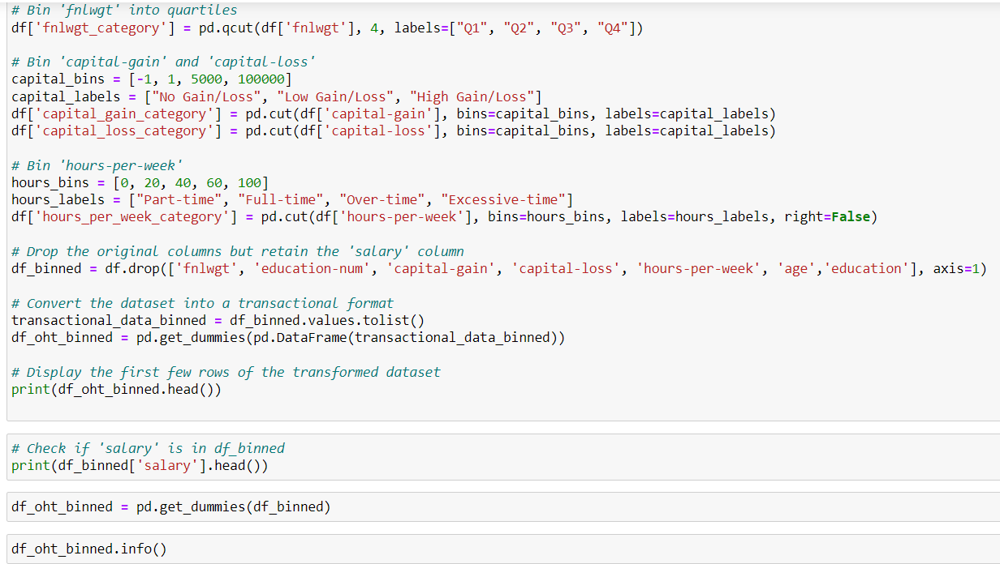 # Bin 'fnlwgt' into quartiles
df['fnlwgt_category'] = pd.qcut(df['fnlwgt'], 4, labels=["Q1", "Q2", "Q3", "Q4"])
# Bin 'capital-gain' and 'capital-loss'
capital_bins = [-1, 1, 5000, 100000]
capital_labels = ["No Gain/Loss", "Low Gain/Loss", "High Gain/Loss"]
df['capital_gain_category'] = pd.cut(df['capital-gain'], bins=capital_bins, labels=capital_labels)
df['capital_loss_category'] = pd.cut(df['capital-loss'], bins=capital_bins, labels=capital_labels)
# Bin 'hours-per-week'
hours_bins = [0, 20, 40, 60, 100]
hours_labels = ["Part-time", "Full-time", "Over-time", "Excessive-time"]
df['hours_per_week_category'] = pd.cut(df['hours-per-week'], bins=hours_bins, labels=hours_labels, right=False)
# Drop the original columns but retain the 'salary' column
df_binned = df.drop(['fnlwgt', 'education-num', 'capital-gain', 'capital-loss', 'hours-per-week', 'age','education'], axis=1)
# Convert the dataset into a transactional format
transactional_data_binned = df_binned.values.tolist()
df_oht_binned = pd.get_dummies(pd.DataFrame(transactional_data_binned))
# Display the first few rows of the transformed dataset
print(df_oht_binned.head())
# Check if 'salary' is in df_binned
print(df_binned['salary'].head())
df_oht_binned = pd.get_dummies(df_binned)
df_oht_binned.info()